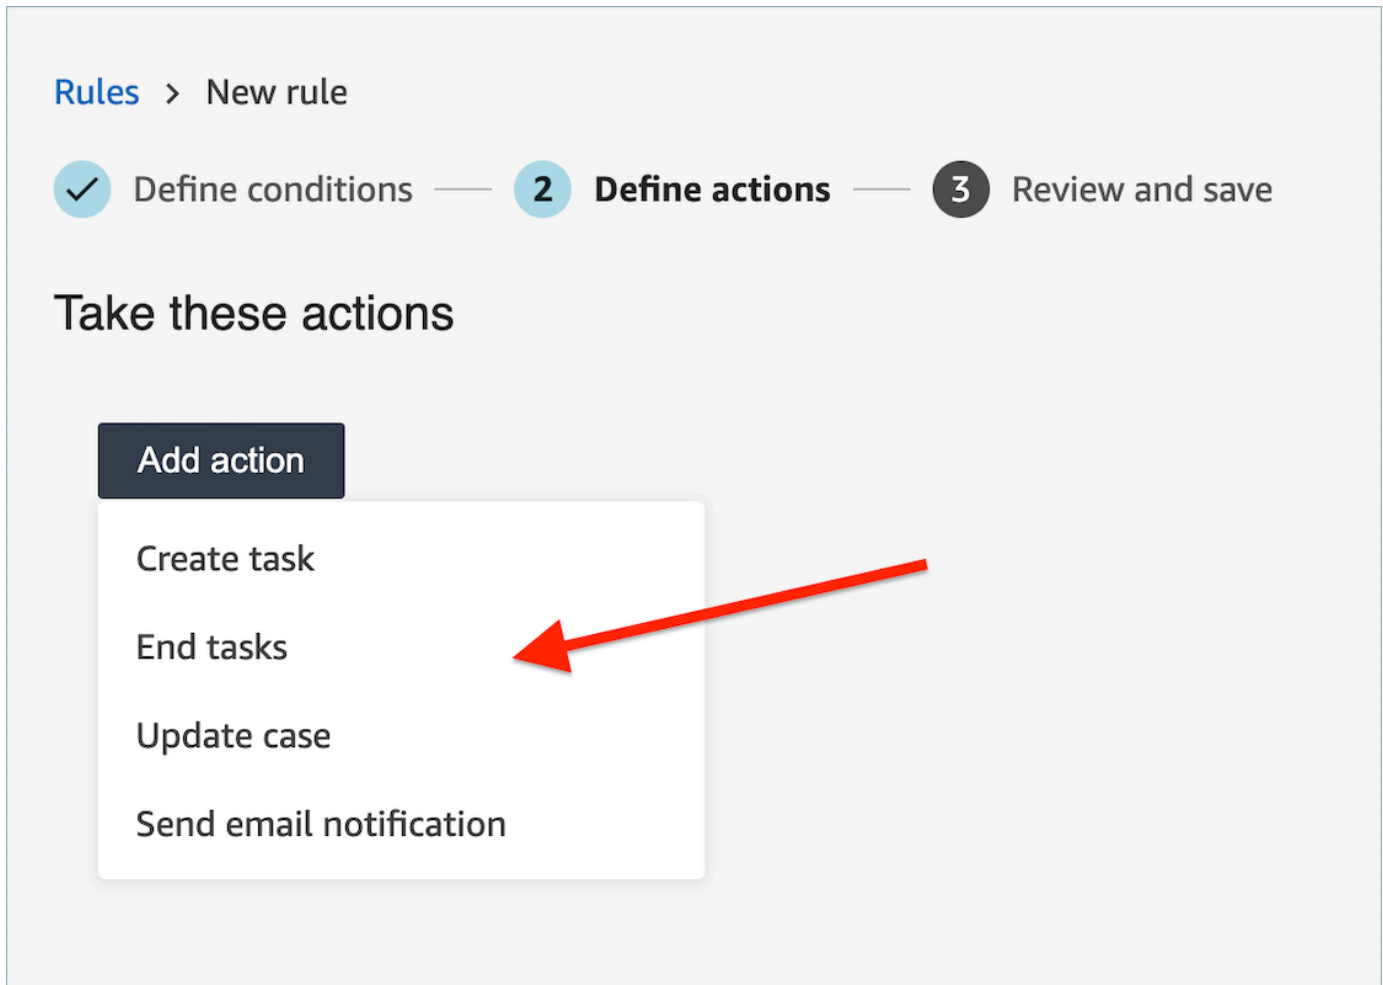 Rules > New rule
Define conditions 2 Define actions 3 Review and save
Take these actions
Add action
Create task
End tasks
Update case
Send email notification